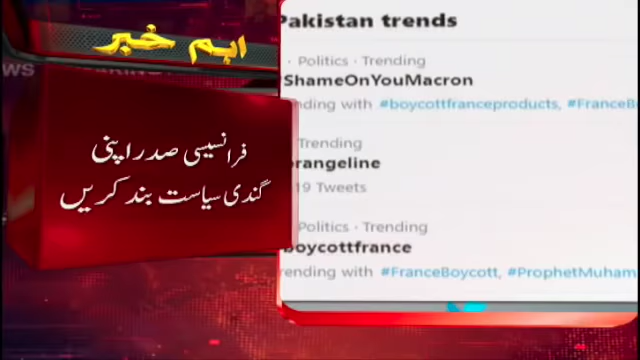 اہم خبر
فرانسیسی صدر اپنی
گندی سیاست بند کریں
Pakistan trends
· Politics · Trending
ShameOnYouMacron
nding with #boycottfranceproducts, #FranceB
Trending
orangeline
19 Tweets
Politics · Trending
boycottfrance
rending with #FranceBoycott, #ProphetMuham